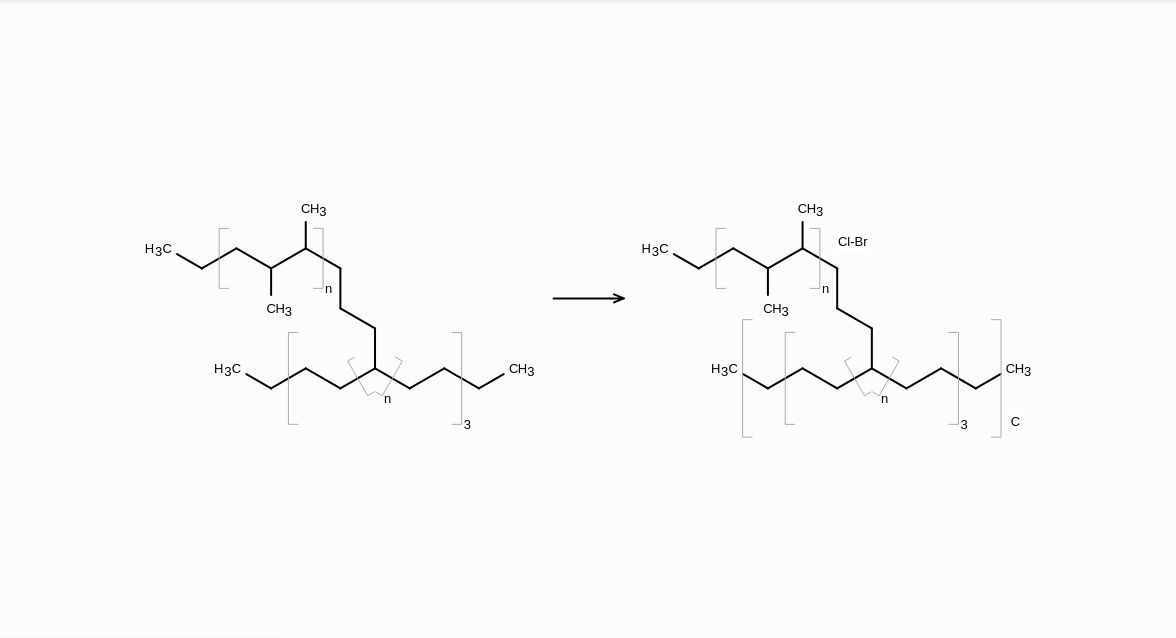 CH3 CH3
H3C H3C Cl-Br
n n
CH3 CH3
H3C CH3 H3C CH3
n n
3 3 C